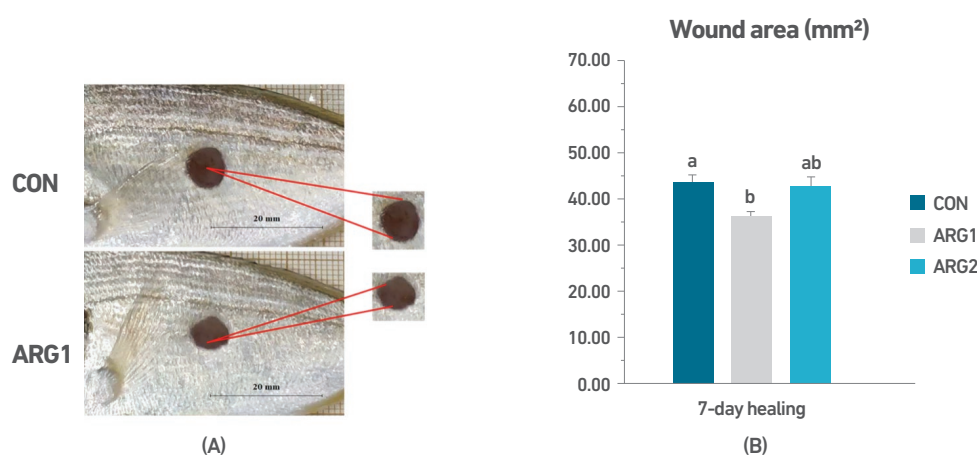 CON
20 mm
ARG1
20 mm
(A)
Wound area (mm²)
70.00
60.00
50.00
40.00
30.00
20.00
10.00
0.00
a
b
ab
7-day healing
CON
ARG1
ARG2
(B)